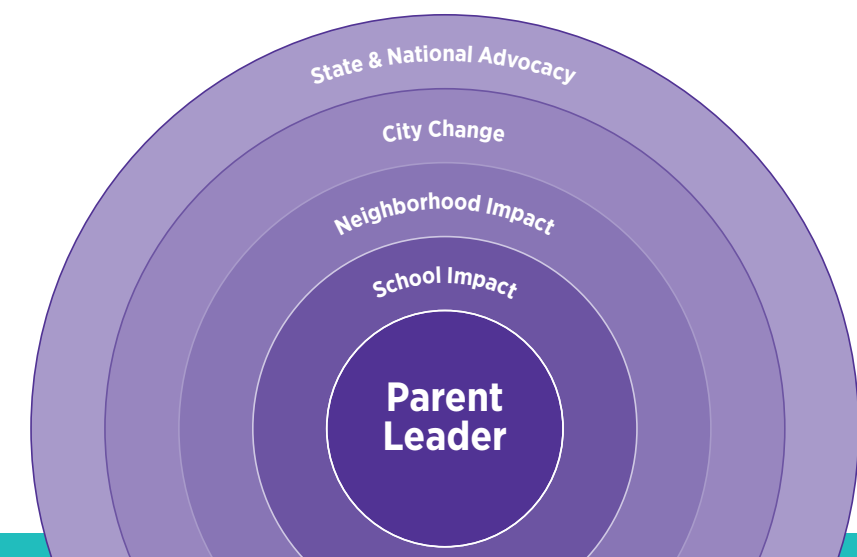 State & National Advocacy
City Change
Neighborhood Impact
School Impact
Parent
Leader